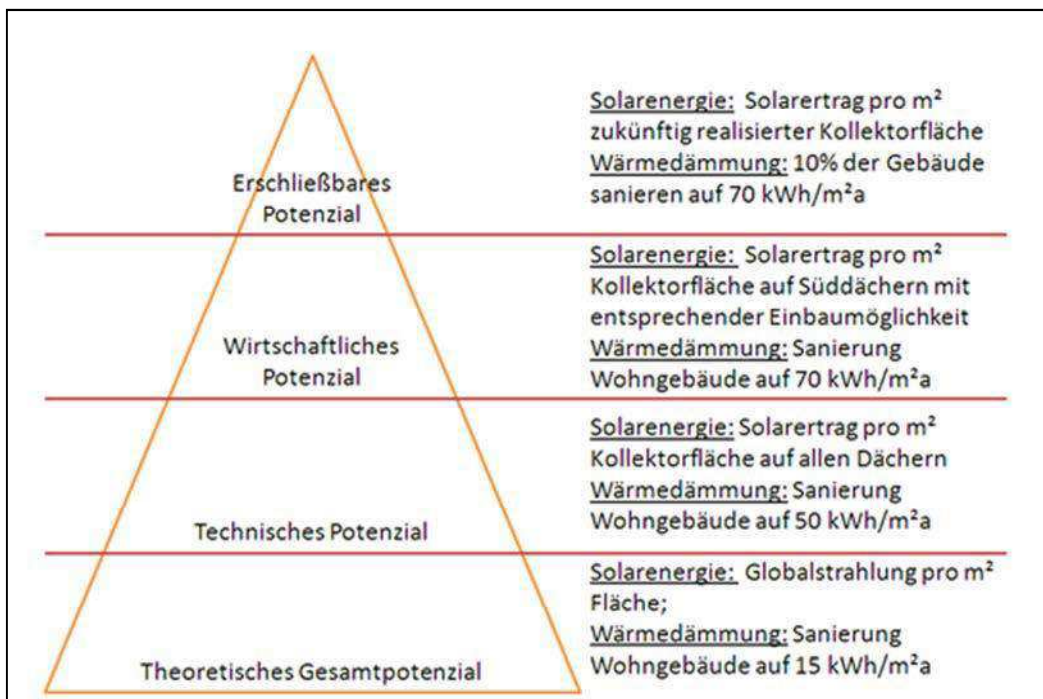 Solarenergie: Solarertrag pro m²
zukünftig realisierter Kollektorfläche
Wärmedämmung: 10% der Gebäude
sanieren auf 70 kWh/m²a
Erschließbares
Potenzial
Solarenergie: Solarertrag pro m²
Kollektorfläche auf Süddächern mit
entsprechender Einbaumöglichkeit
Wärmedämmung: Sanierung
Wohngebäude auf 70 kWh/m²a
Wirtschaftliches
Potenzial
Solarenergie: Solarertrag pro m²
Kollektorfläche auf allen Dächern
Wärmedämmung: Sanierung
Wohngebäude auf 50 kWh/m²a
Technisches Potenzial
Solarenergie: Globalstrahlung pro m²
Fläche;
Wärmedämmung: Sanierung
Wohngebäude auf 15 kWh/m²a
Theoretisches Gesamtpotenzial